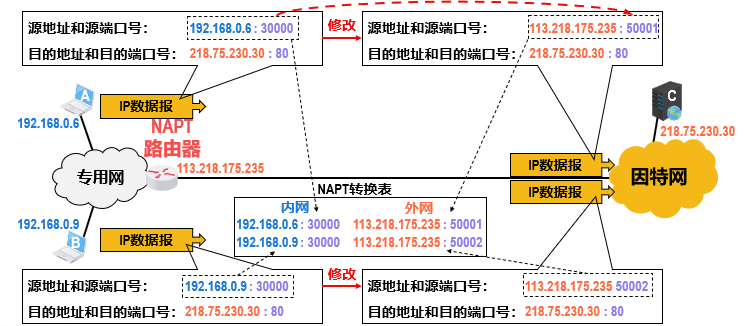 源地址和源端口号： 192.168.0.6 : 30000
目的地址和目的端口号： 218.75.230.30 : 80
修改
源地址和源端口号： 113.218.175.235 : 50001
目的地址和目的端口号： 218.75.230.30 : 80
A
192.168.0.6
IP数据报
NAPT
路由器
113.218.175.235
C
218.75.230.30
专用网
IP数据报
IP数据报
因特网
NAPT转换表
内网 外网
192.168.0.6 : 30000 113.218.175.235 : 50001
192.168.0.9 : 30000 113.218.175.235 : 50002
192.168.0.9
B
IP数据报
源地址和源端口号： 192.168.0.9 : 30000
目的地址和目的端口号： 218.75.230.30 : 80
修改
源地址和源端口号： 113.218.175.235 50002
目的地址和目的端口号： 218.75.230.30 : 80